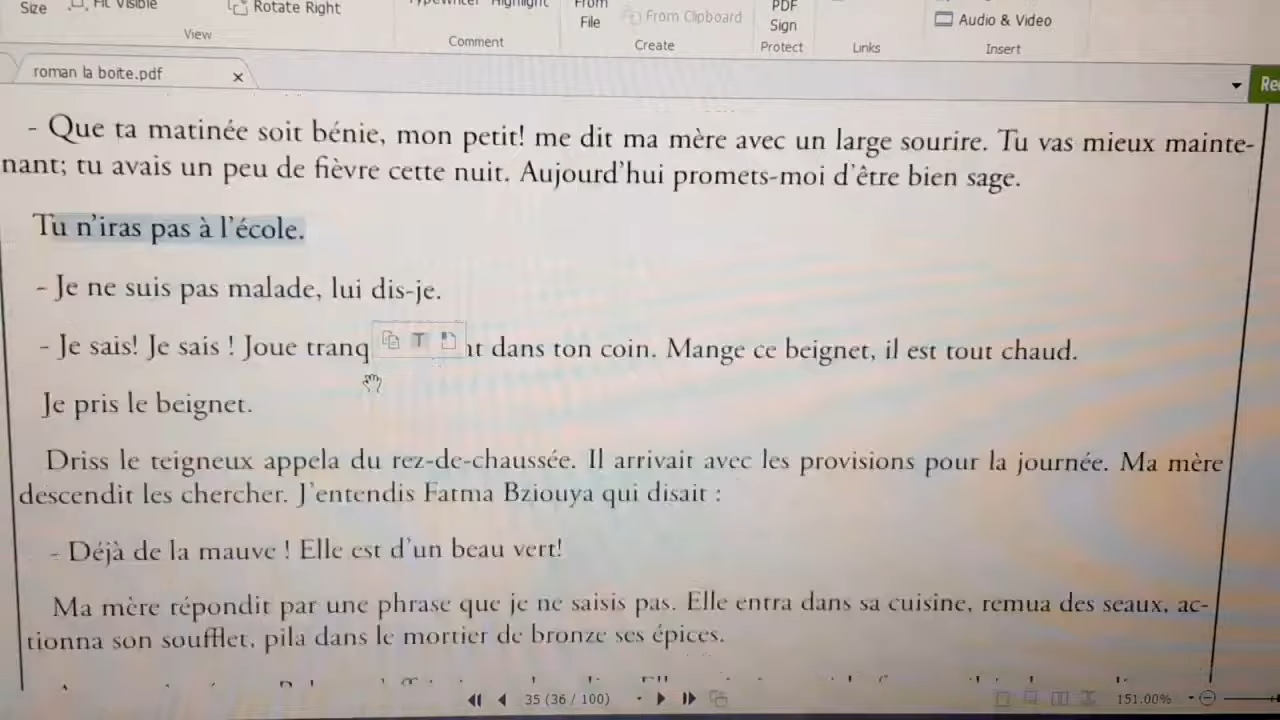 Size
Fit Visible
Rotate Right
View
Typewriter Highlight
Comment
From
File
From Clipboard
Create
PDF
Sign
Protect
Links
Audio & Video
Insert
roman la boite.pdf x
- Que ta matinée soit bénie, mon petit! me dit ma mère avec un large sourire. Tu vas mieux mainte-
nant; tu avais un peu de fièvre cette nuit. Aujourd'hui promets-moi d'être bien sage.
Tu n'iras pas à l'école.
- Je ne suis pas malade, lui dis-je.
- Je sais! Je sais ! Joue tranq nt dans ton coin. Mange ce beignet, il est tout chaud.
Je pris le beignet.
Driss le teigneux appela du rez-de-chaussée. Il arrivait avec les provisions pour la journée. Ma mère
descendit les chercher. J'entendis Fatma Bziouya qui disait :
- Déjà de la mauve ! Elle est d'un beau vert!
Ma mère répondit par une phrase que je ne saisis pas. Elle entra dans sa cuisine, remua des seaux, ac-
tionna son soufflet, pila dans le mortier de bronze ses épices.
35 (36 / 100)
151.00%